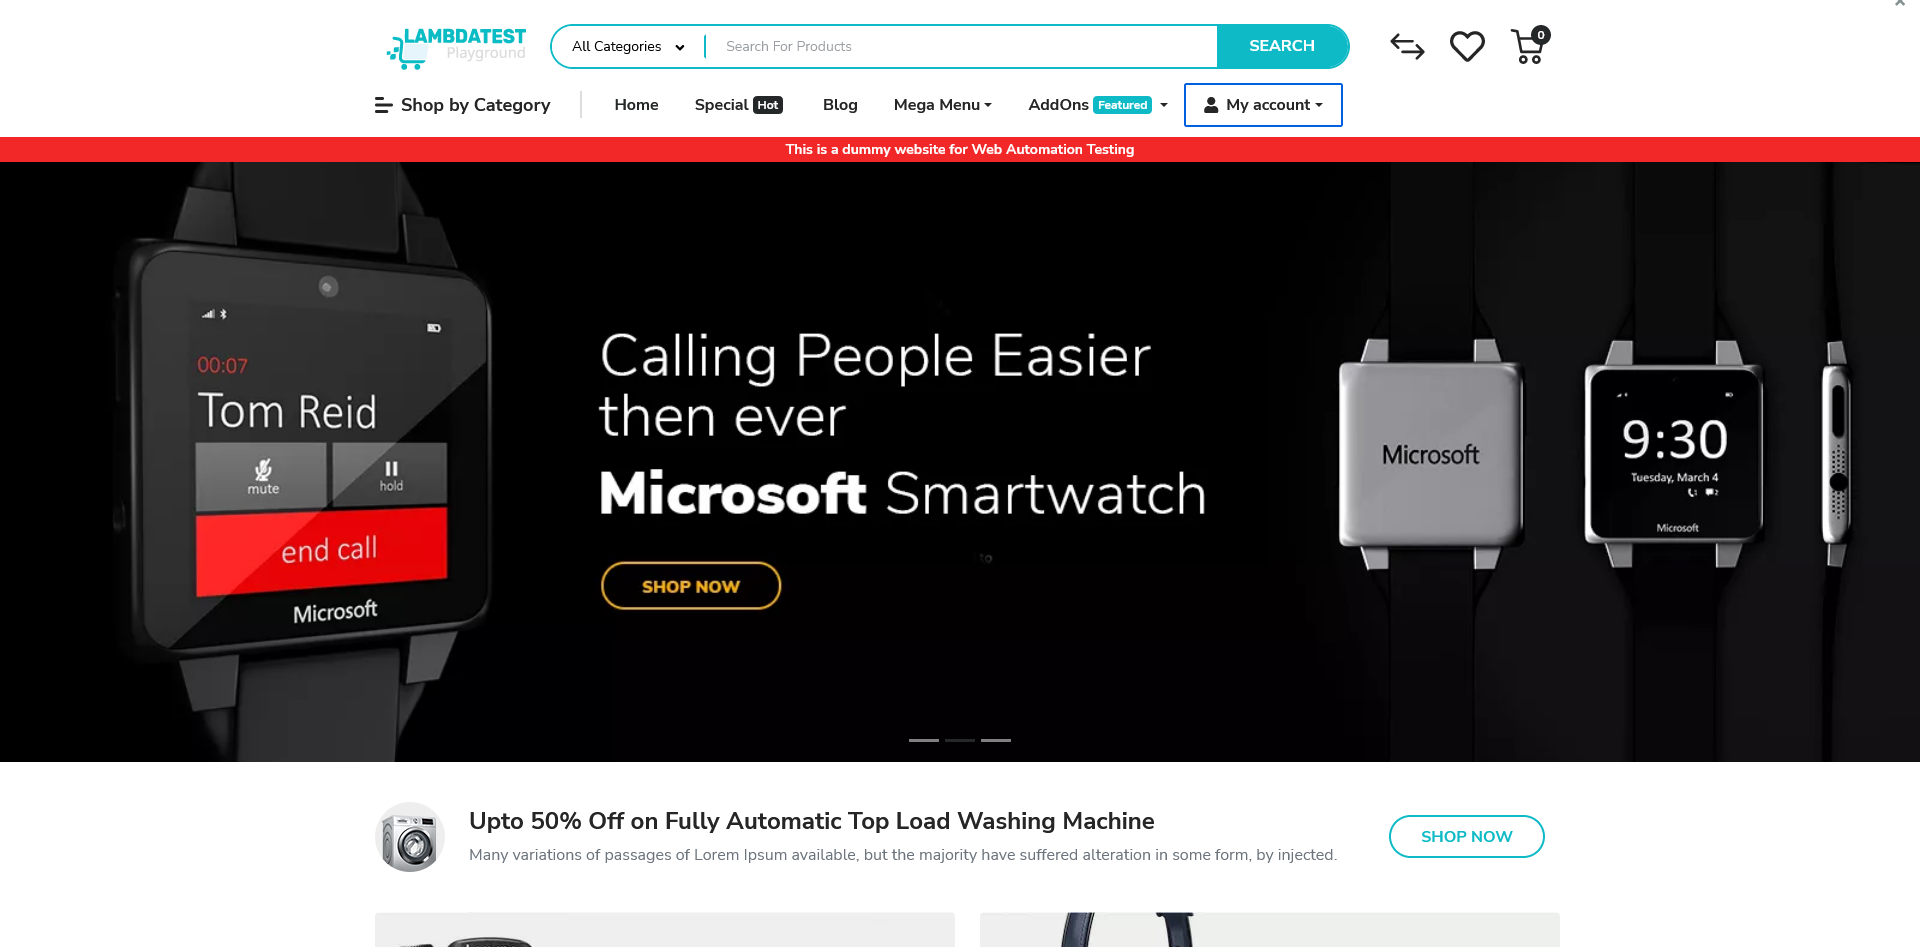 LAMBDATEST
Playground
All Categories
Search For Products
SEARCH
0
Shop by Category
Home
Special Hot
Blog
Mega Menu
AddOns Featured
My account
This is a dummy website for Web Automation Testing
00:07
Tom Reid
mute
hold
end call
Microsoft
Calling People Easier
then ever
Microsoft Smartwatch
SHOP NOW
Microsoft
9:30
Tuesday, March 4
Microsoft
Upto 50% Off on Fully Automatic Top Load Washing Machine
Many variations of passages of Lorem Ipsum available, but the majority have suffered alteration in some form, by injected.
SHOP NOW